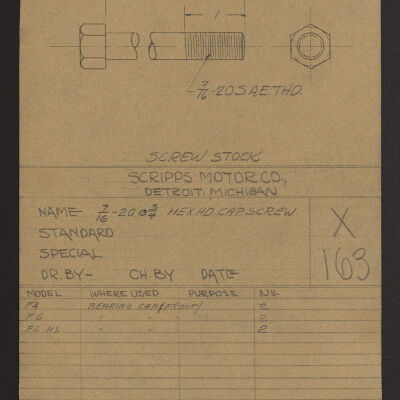 1
7/16-20 S.A.E. THD.
SCREW STOCK
SCRIPPS MOTOR CO.,
DETROIT, MICHIGAN
NAME 7/16-20 3/4 HEX HD. CAP SCREW
STANDARD
SPECIAL
DR. BY- CH. BY DATE
X
163
MODEL WHERE USED PURPOSE No.
F4 BEARING CAP (FRONT) 2
F6 " " " 2
F6 HS " " " 2